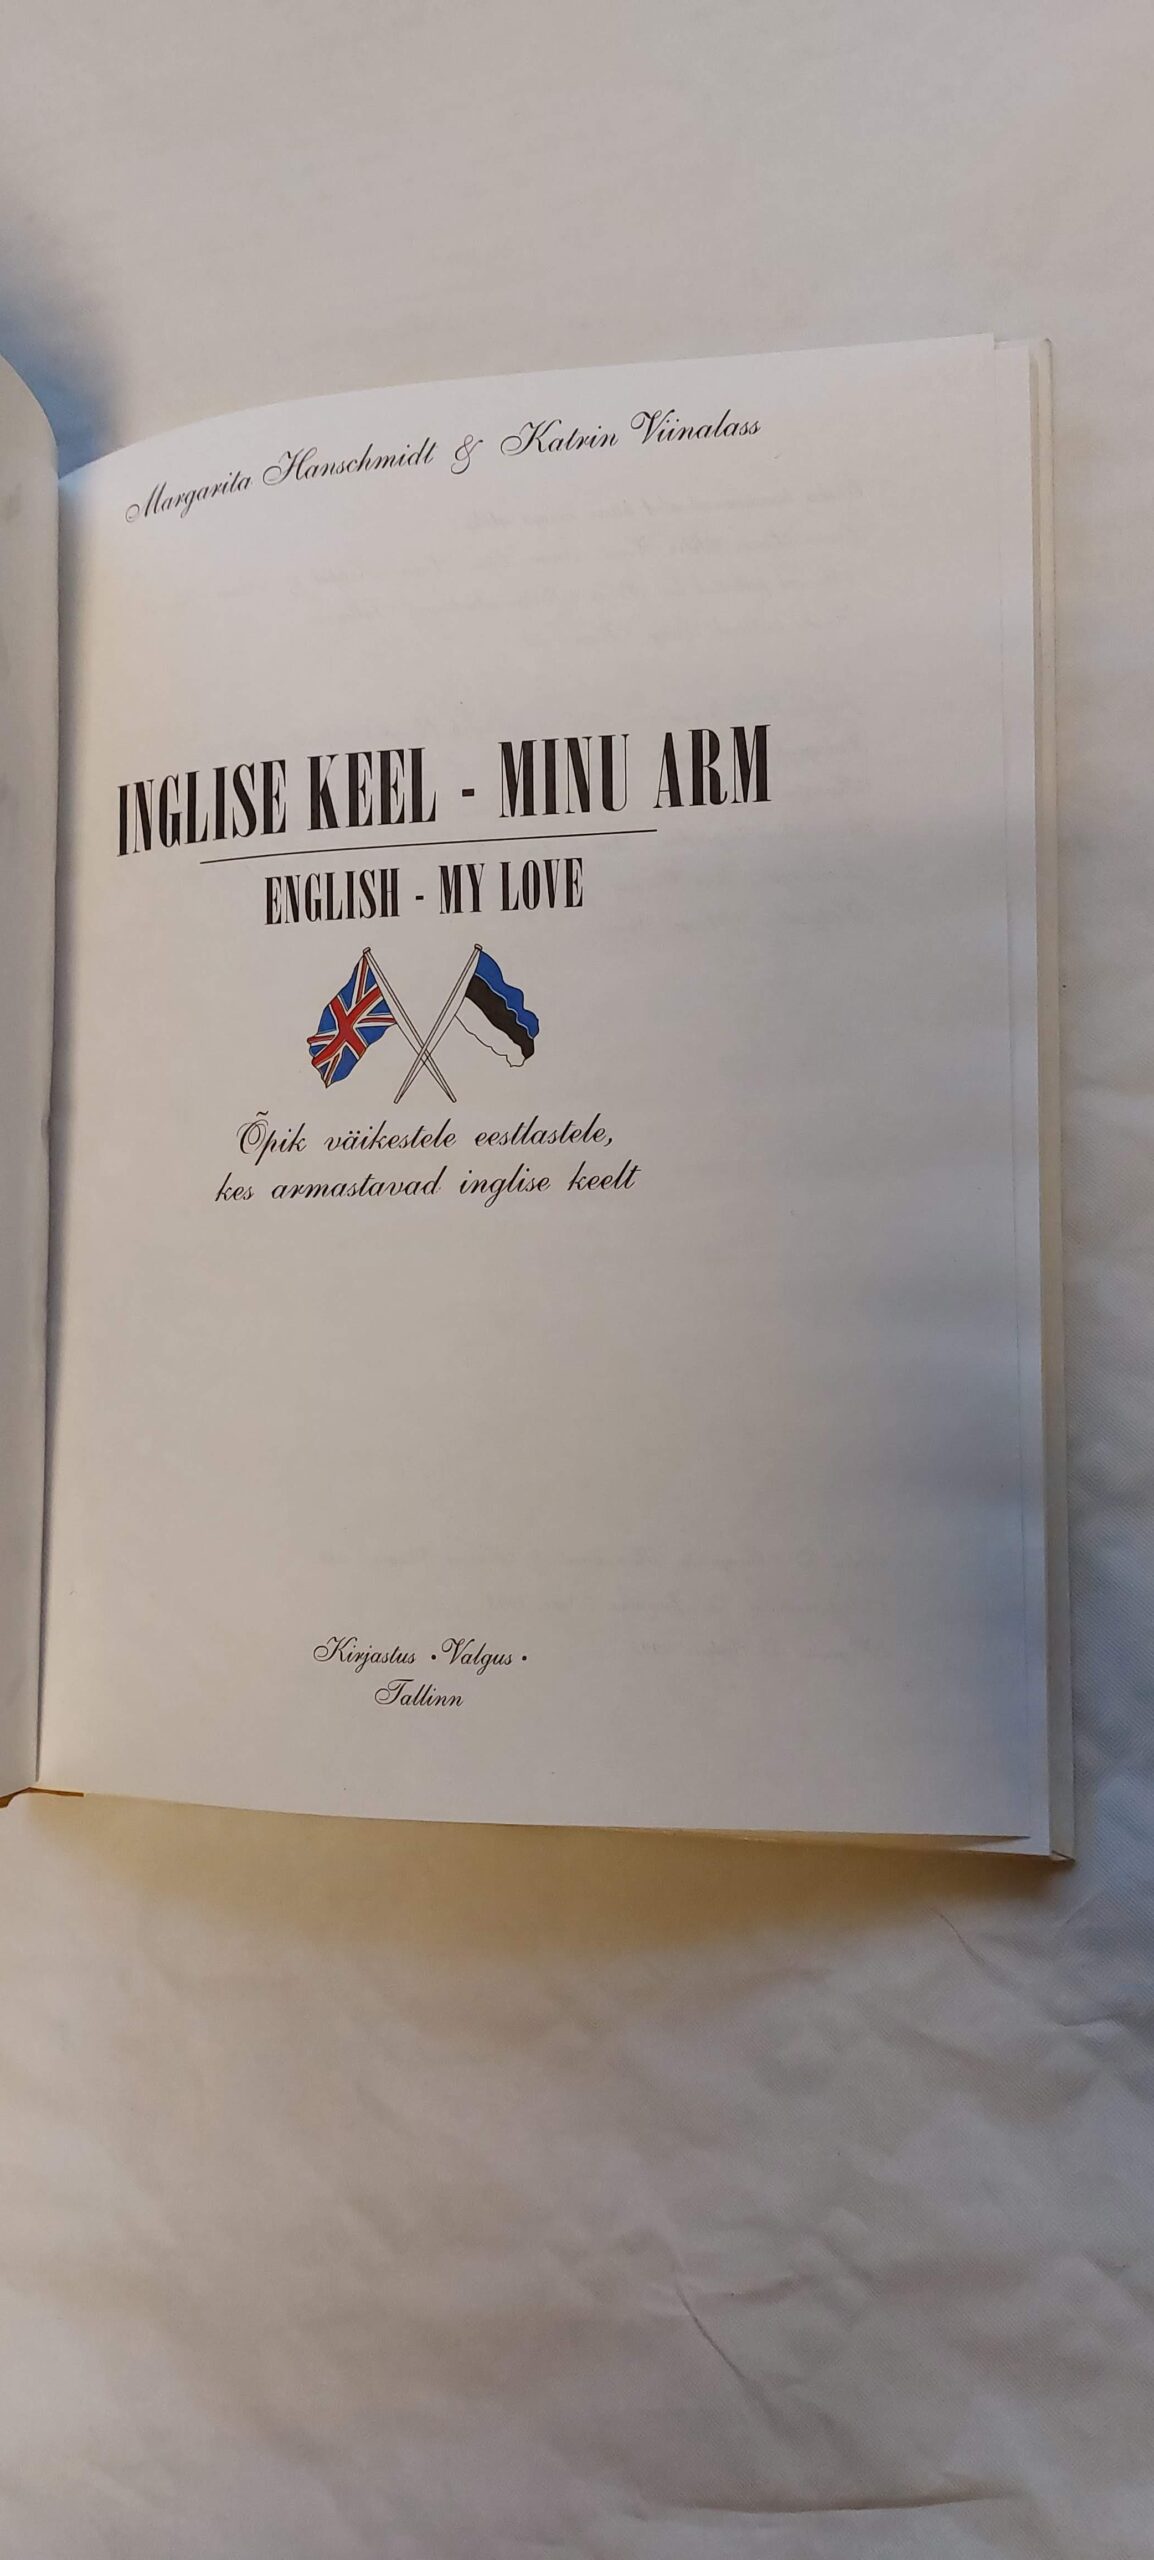 Margarita Hanschmidt & Katrin Viinalass
INGLISE KEEL - MINU ARM
ENGLISH - MY LOVE
Õpik väikestele eestlastele,
kes armastavad inglise keelt
Kirjastus • Valgus •
Tallinn